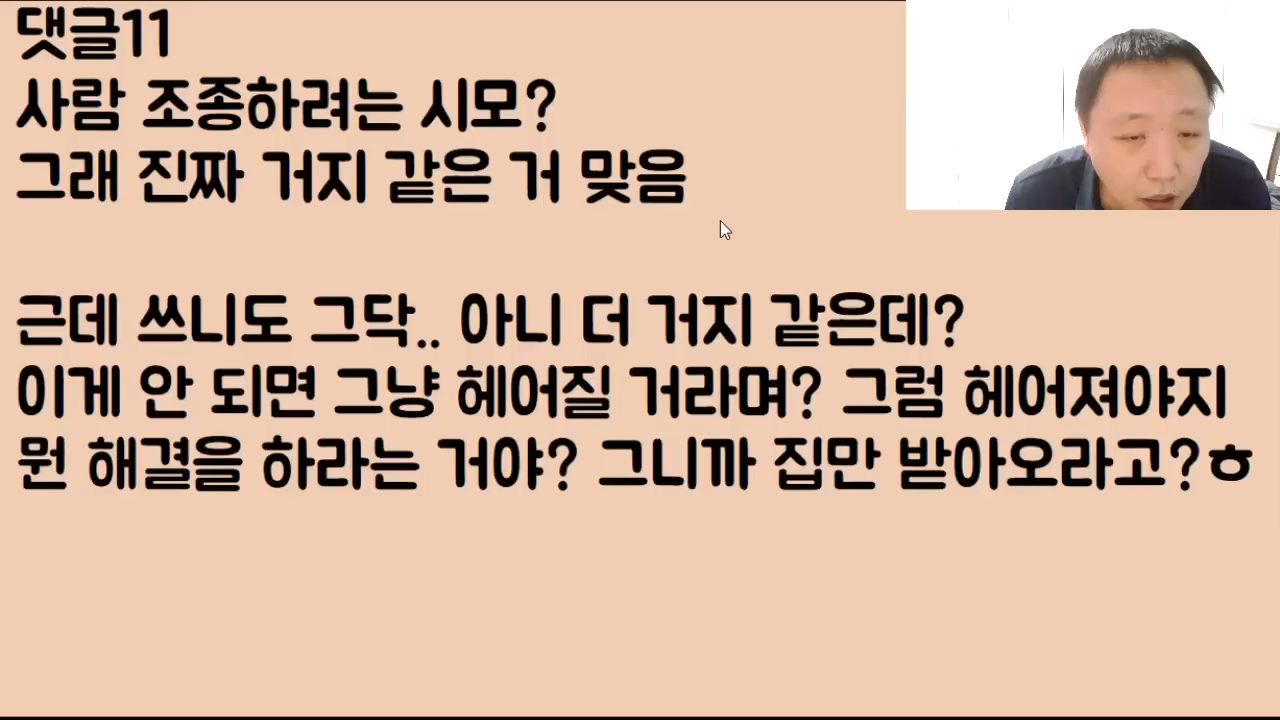 댓글11
사람 조종하려는 시모?
그래 진짜 거지 같은 거 맞음
근데 쓰니도 그닥.. 아니 더 거지 같은데?
이게 안 되면 그냥 헤어질 거라며? 그럼 헤어져야지
뭔 해결을 하라는 거야? 그니까 집만 받아오라고?ㅎ